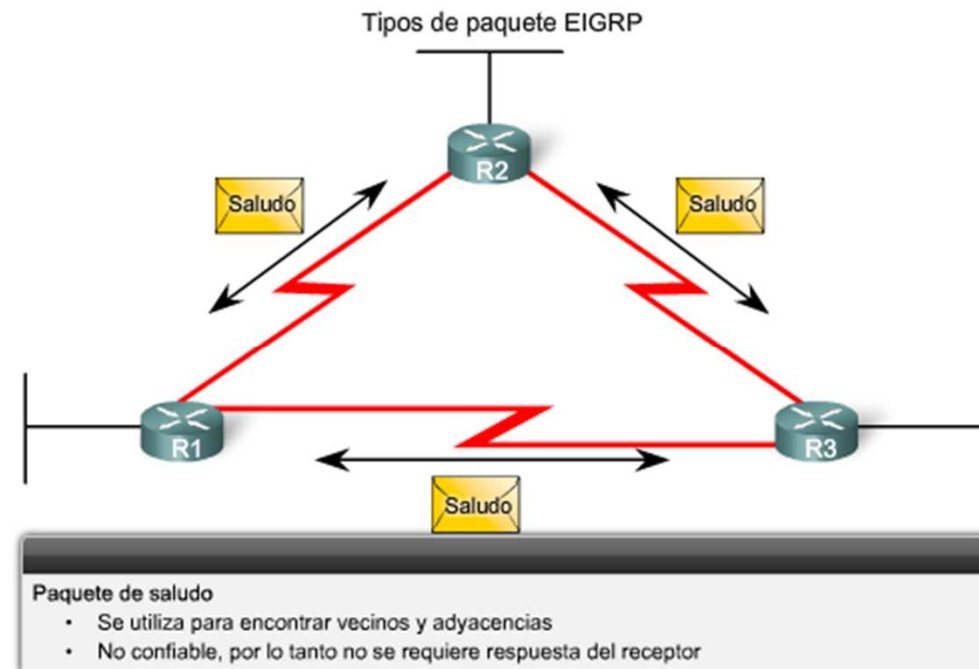 Tipos de paquete EIGRP
R2
Saludo
Saludo
R1
R3
Saludo
Paquete de saludo
• Se utiliza para encontrar vecinos y adyacencias
• No confiable, por lo tanto no se requiere respuesta del receptor